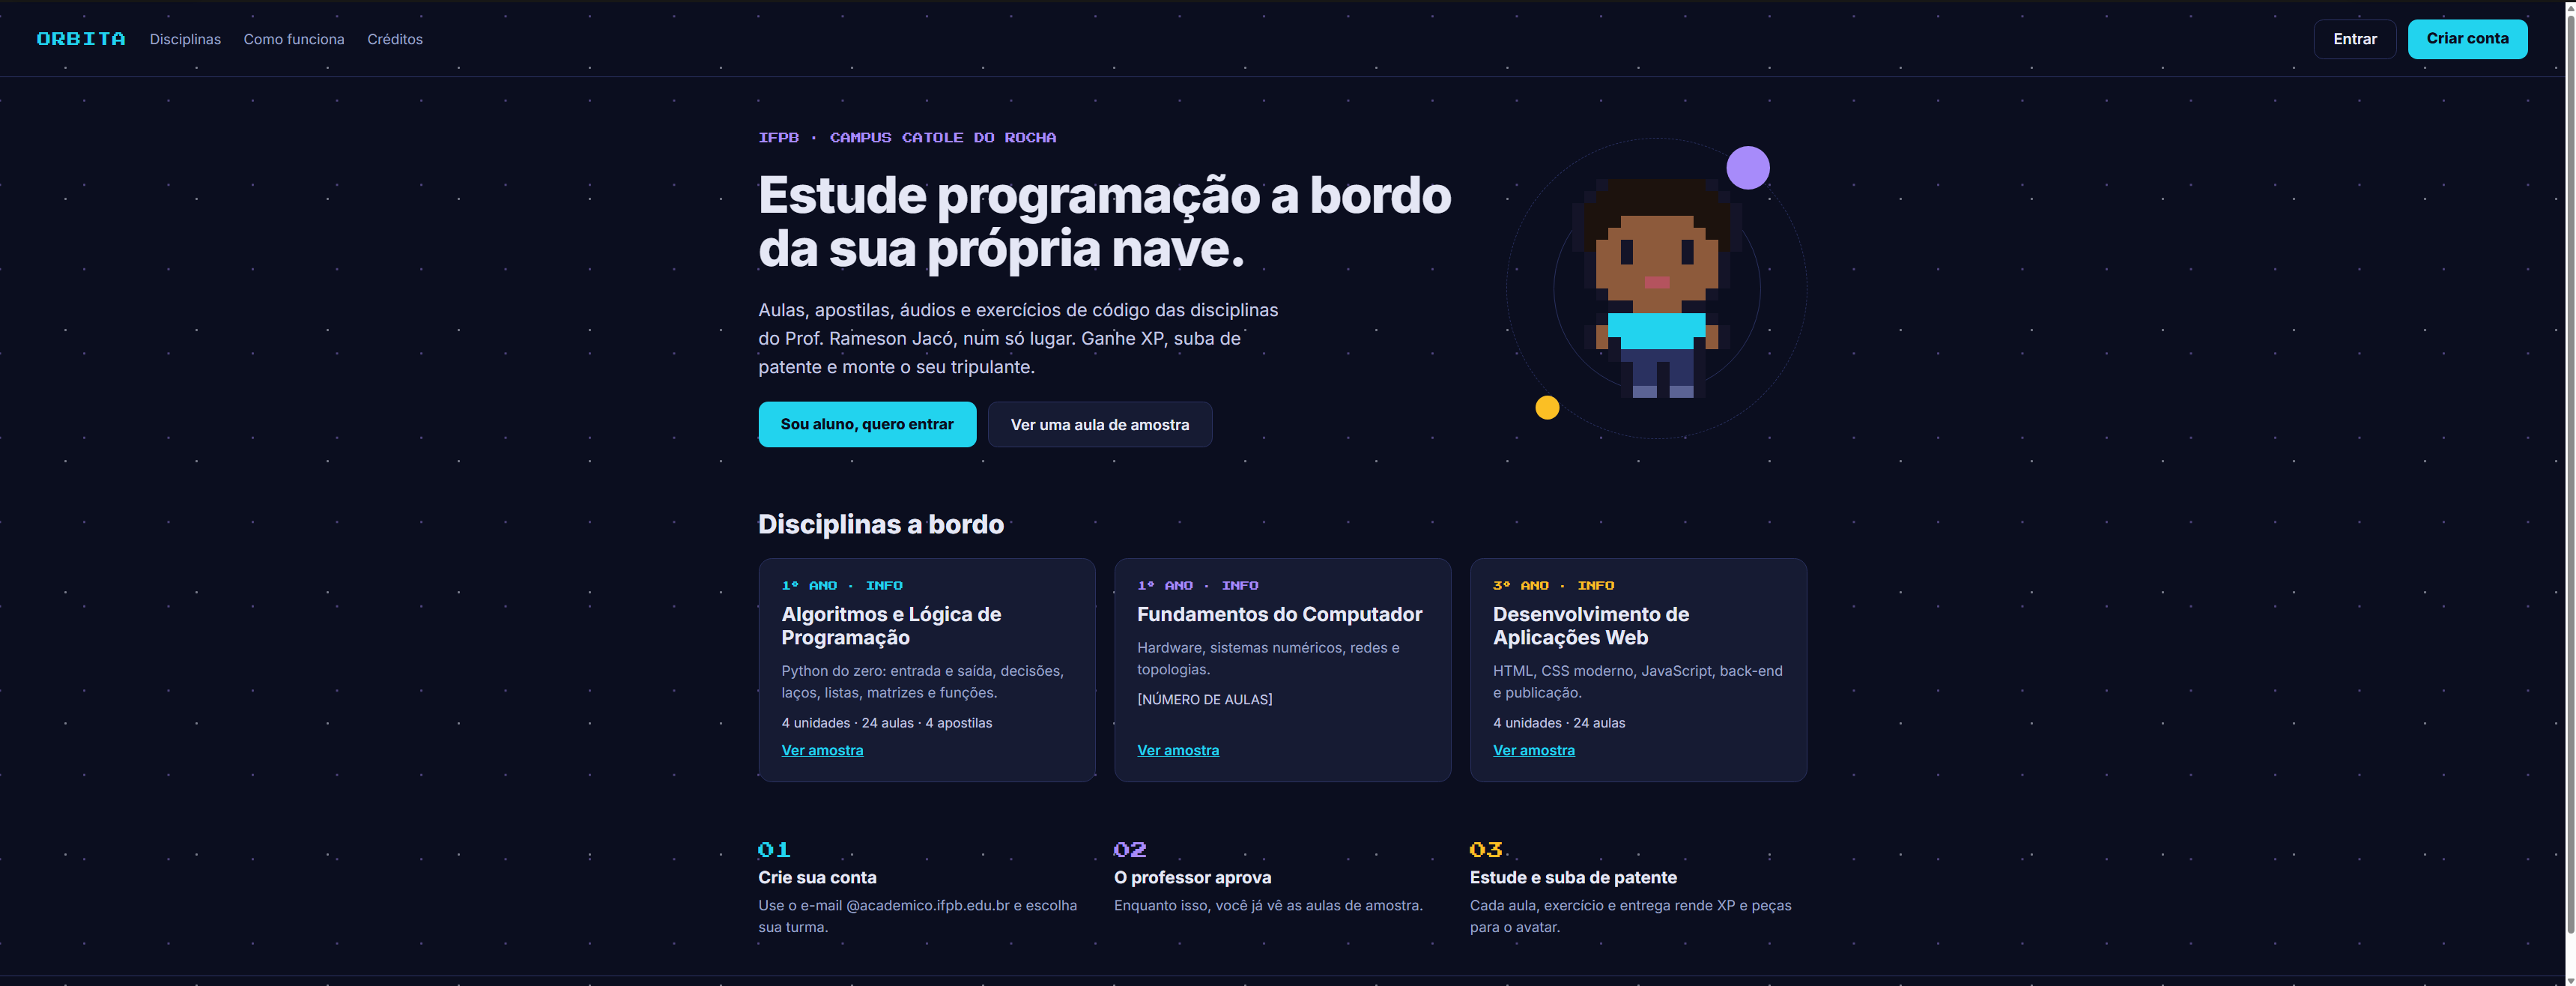 ORBITA
Disciplinas
Como funciona
Créditos
Entrar
Criar conta
IFPB · CAMPUS CATOLE DO ROCHA
Estude programação a bordo
da sua própria nave.
Aulas, apostilas, áudios e exercícios de código das disciplinas
do Prof. Rameson Jacó, num só lugar. Ganhe XP, suba de
patente e monte o seu tripulante.
Sou aluno, quero entrar
Ver uma aula de amostra
Disciplinas a bordo
1º ANO · INFO
Algoritmos e Lógica de
Programação
Python do zero: entrada e saída, decisões,
laços, listas, matrizes e funções.
4 unidades · 24 aulas · 4 apostilas
Ver amostra
1º ANO · INFO
Fundamentos do Computador
Hardware, sistemas numéricos, redes e
topologias.
[NÚMERO DE AULAS]
Ver amostra
3º ANO · INFO
Desenvolvimento de
Aplicações Web
HTML, CSS moderno, JavaScript, back-end
e publicação.
4 unidades · 24 aulas
Ver amostra
01
Crie sua conta
Use o e-mail @academico.ifpb.edu.br e escolha
sua turma.
02
O professor aprova
Enquanto isso, você já vê as aulas de amostra.
03
Estude e suba de patente
Cada aula, exercício e entrega rende XP e peças
para o avatar.